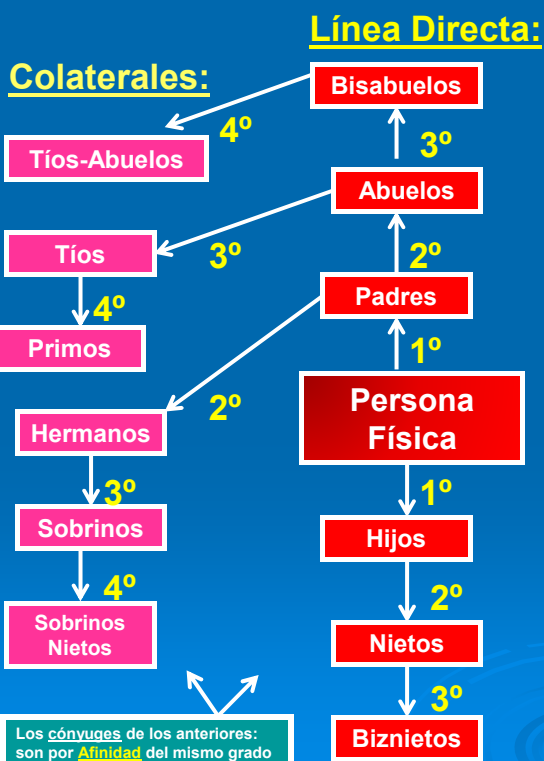 Línea Directa:
Colaterales:
Bisabuelos
4º
3º
Tíos-Abuelos
Abuelos
Tíos
3º
2º
Padres
4º
1º
Primos
Persona
Física
2º
Hermanos
3º
1º
Sobrinos
Hijos
4º
2º
Sobrinos
Nietos
Nietos
3º
Los cónyuges de los anteriores:
son por Afinidad del mismo grado
Biznietos